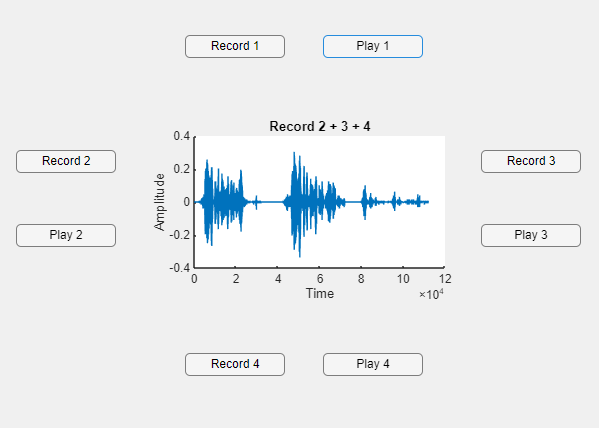 Record 1 Play 1
Record 2 + 3 + 4
Record 2
Play 2
Amplitude
0.4
0.2
0
-0.2
-0.4
0 2 4 6 8 10 12
Time
×10⁴
Record 3
Play 3
Record 4 Play 4